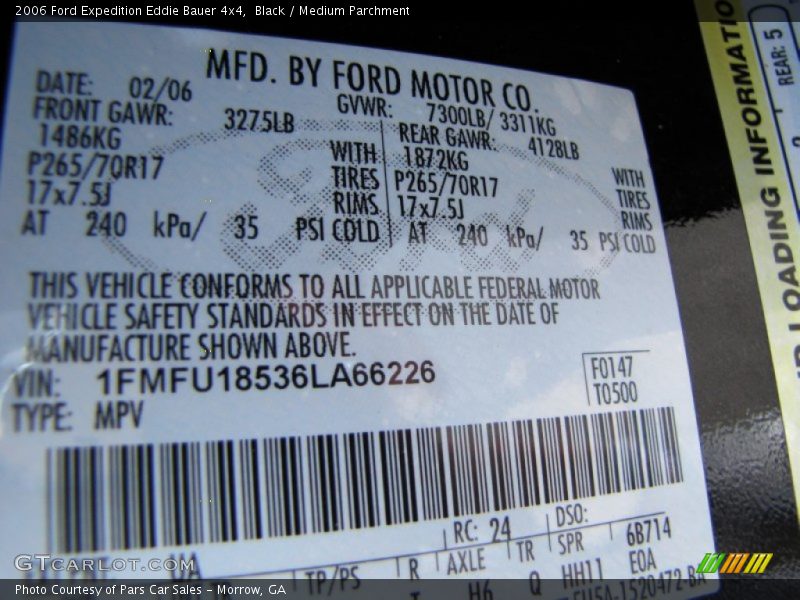 2006 Ford Expedition Eddie Bauer 4x4, Black / Medium Parchment
MFD. BY FORD MOTOR CO.
DATE: 02/06 GVWR: 7300LB/ 3311KG
FRONT GAWR: 3275LB REAR GAWR: 4128LB
1486KG WITH 1872KG WITH
P265/70R17 TIRES P265/70R17 TIRES
17x7.5J RIMS 17x7.5J RIMS
AT 240 kPa/ 35 PSI COLD AT 240 kPa/ 35 PSI COLD
Ford
THIS VEHICLE CONFORMS TO ALL APPLICABLE FEDERAL MOTOR
VEHICLE SAFETY STANDARDS IN EFFECT ON THE DATE OF
MANUFACTURE SHOWN ABOVE.
VIN: 1FMFU18536LA66226
TYPE: MPV
F0147
T0500
RC: 24 DSO:
TP/PS R AXLE TR SPR 6B714
H6 Q HH11 E0A
LOADING INFORMATIO
REAR: 5
GTCARLOT.COM
Photo Courtesy of Pars Car Sales - Morrow, GA